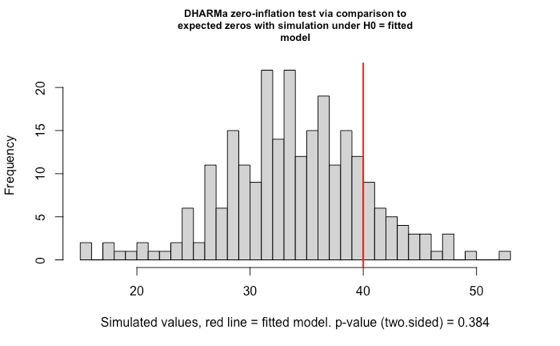 DHARMa zero-inflation test via comparison to
expected zeros with simulation under H0 = fitted
model
Frequency
20
15
10
5
0
20 30 40 50
Simulated values, red line = fitted model. p-value (two.sided) = 0.384